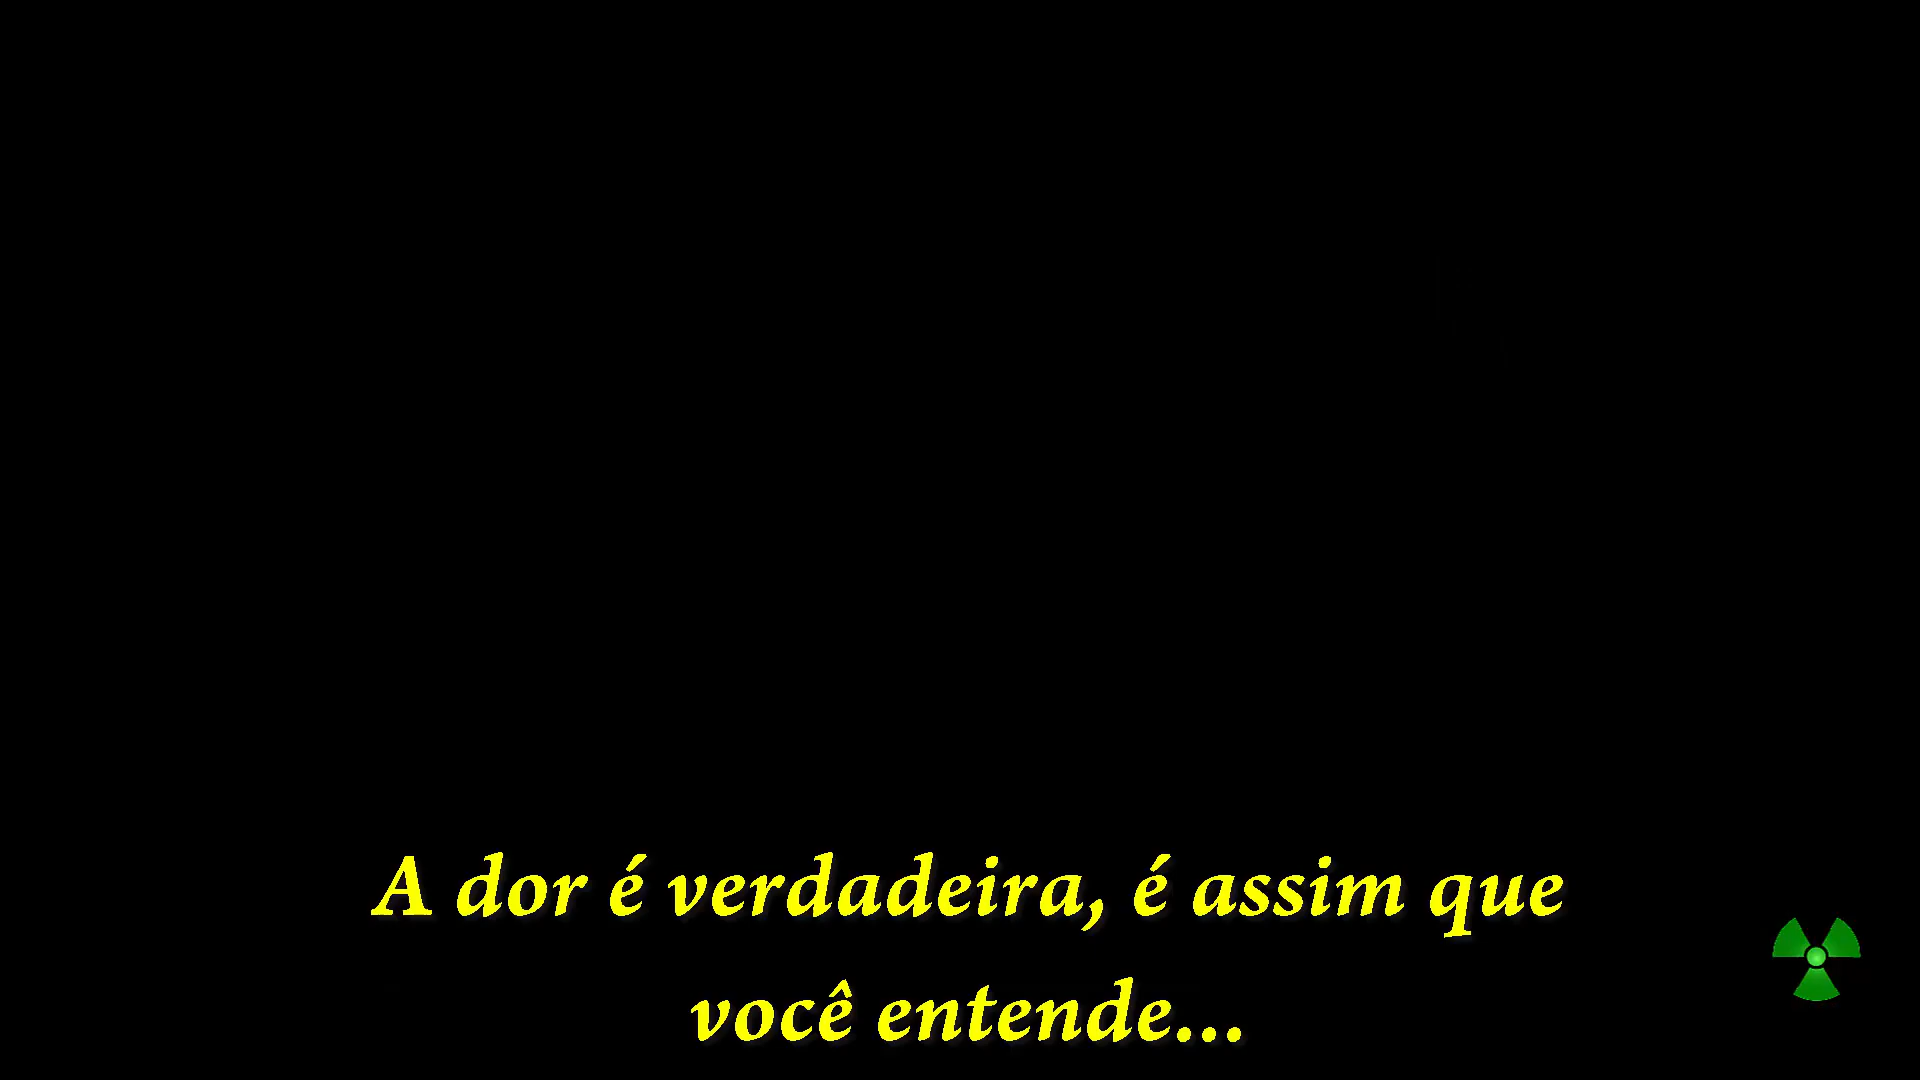 A dor é verdadeira, é assim que
você entende...